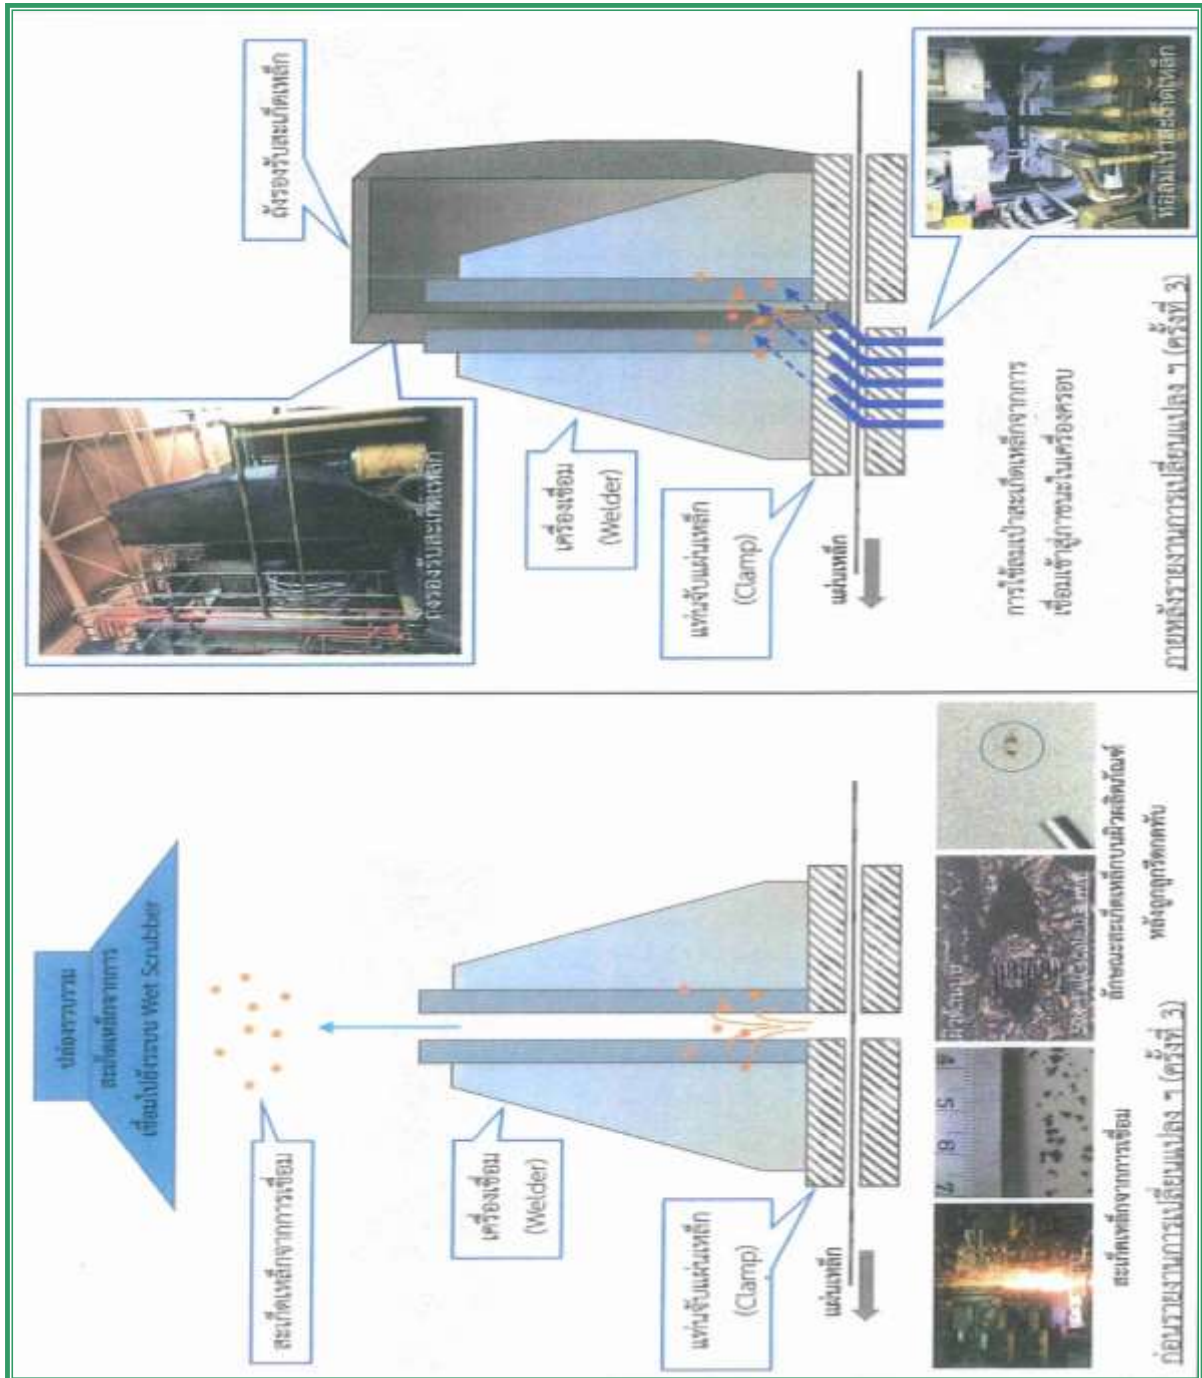 ปล่องรวบรวม
สะเก็ดเหล็กจากการ
เชื่อมไปยังระบบ Wet Scrubber
สะเก็ดเหล็กจากการเชื่อม
เครื่องเชื่อม
(Welder)
แท่นจับแผ่นเหล็ก
(Clamp)
แผ่นเหล็ก
4 5 6 7
สะเก็ดเหล็กจากการเชื่อม
ลักษณะสะเก็ดเหล็กบนผิวผลิตภัณฑ์
หลังถูกลูกรีดกดทับ
ก่อนรายงานการเปลี่ยนแปลง ฯ (ครั้งที่ 3)
ถังรองรับสะเก็ดเหล็ก
ถังรองรับสะเก็ดเหล็ก
เครื่องเชื่อม
(Welder)
แท่นจับแผ่นเหล็ก
(Clamp)
แผ่นเหล็ก
การใช้ลมเป่าสะเก็ดเหล็กจากการ
เชื่อมเข้าสู่ภาชนะในเครื่องครอบ
ท่อลมเป่าสะเก็ดเหล็ก
ภายหลังรายงานการเปลี่ยนแปลง ฯ (ครั้งที่ 3)